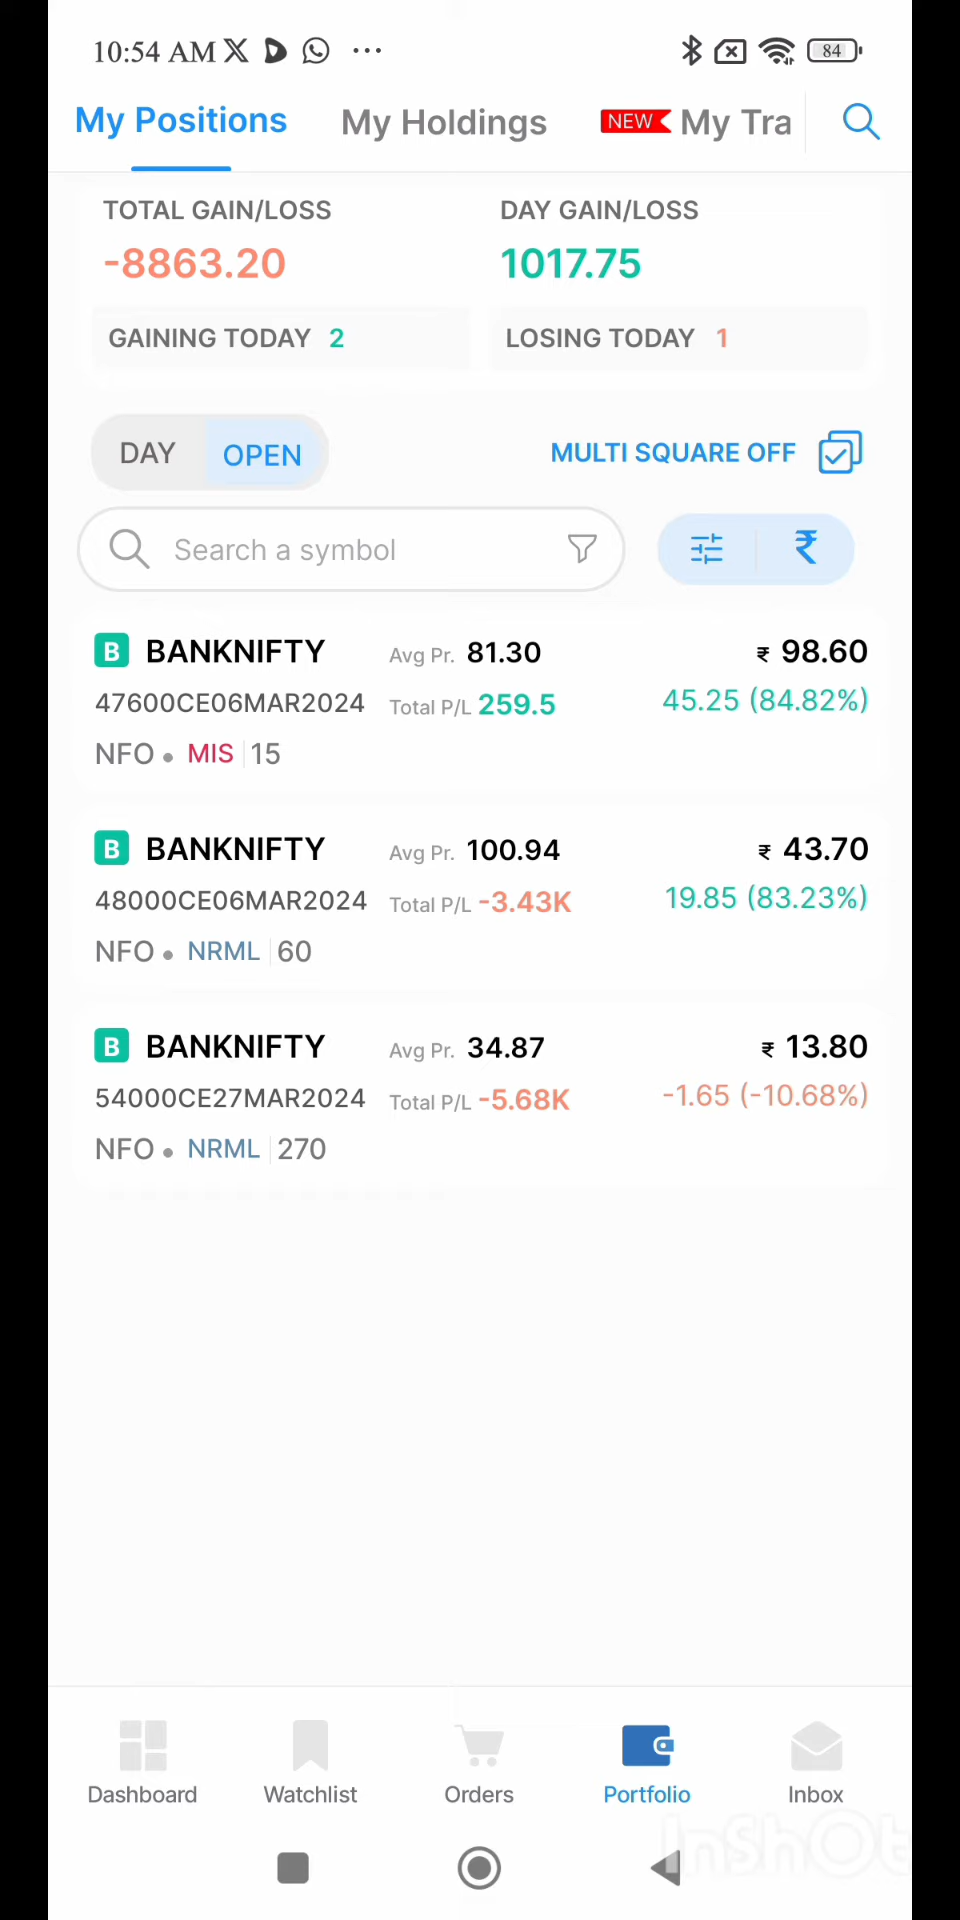 10:54 AM 84
My Positions My Holdings NEW My Tra
TOTAL GAIN/LOSS DAY GAIN/LOSS
-8863.20 1017.75
GAINING TODAY 2 LOSING TODAY 1
DAY OPEN MULTI SQUARE OFF
Search a symbol ₹
B BANKNIFTY Avg Pr. 81.30 ₹ 98.60
47600CE06MAR2024 Total P/L 259.5 45.25 (84.82%)
NFO • MIS 15
B BANKNIFTY Avg Pr. 100.94 ₹ 43.70
48000CE06MAR2024 Total P/L -3.43K 19.85 (83.23%)
NFO • NRML 60
B BANKNIFTY Avg Pr. 34.87 ₹ 13.80
54000CE27MAR2024 Total P/L -5.68K -1.65 (-10.68%)
NFO • NRML 270
Dashboard Watchlist Orders Portfolio Inbox
InShOt